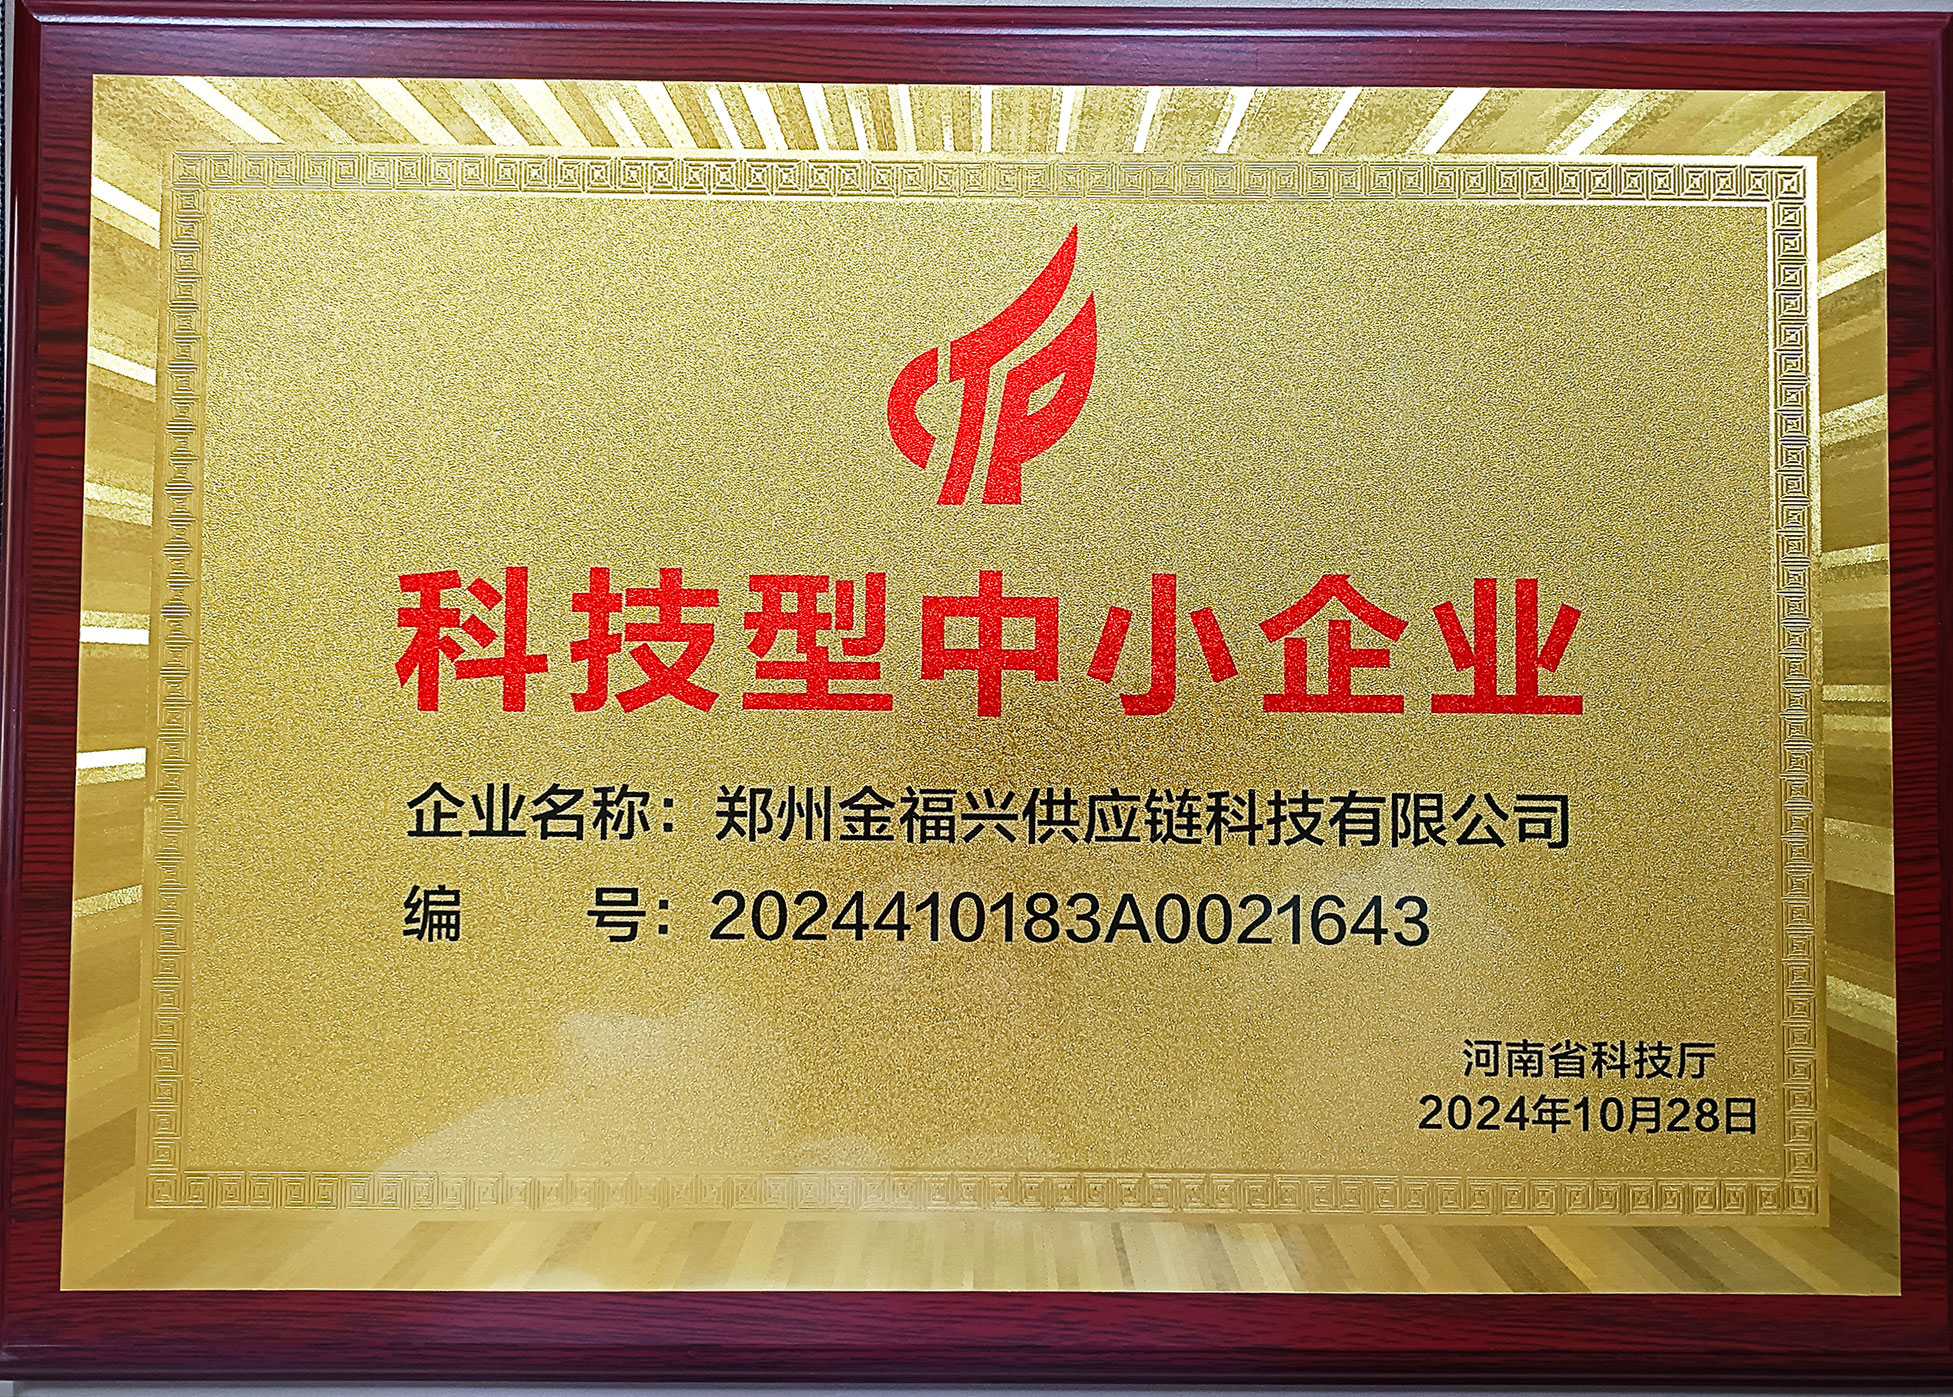 CTP
科技型中小企业
企业名称：郑州金福兴供应链科技有限公司
编 号：2024410183A0021643
河南省科技厅
2024年10月28日